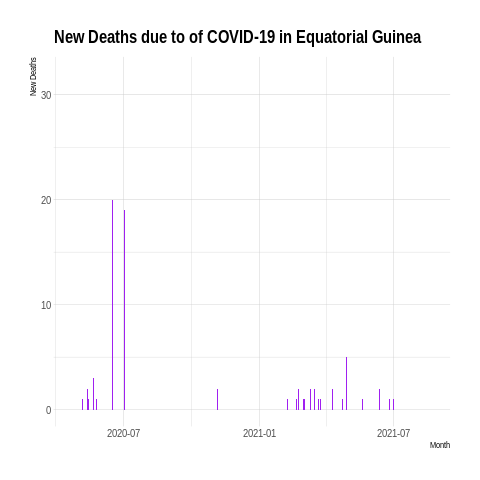 New Deaths due to of COVID-19 in Equatorial Guinea
New Deaths
30
20
10
0
2020-07 2021-01 2021-07
Month